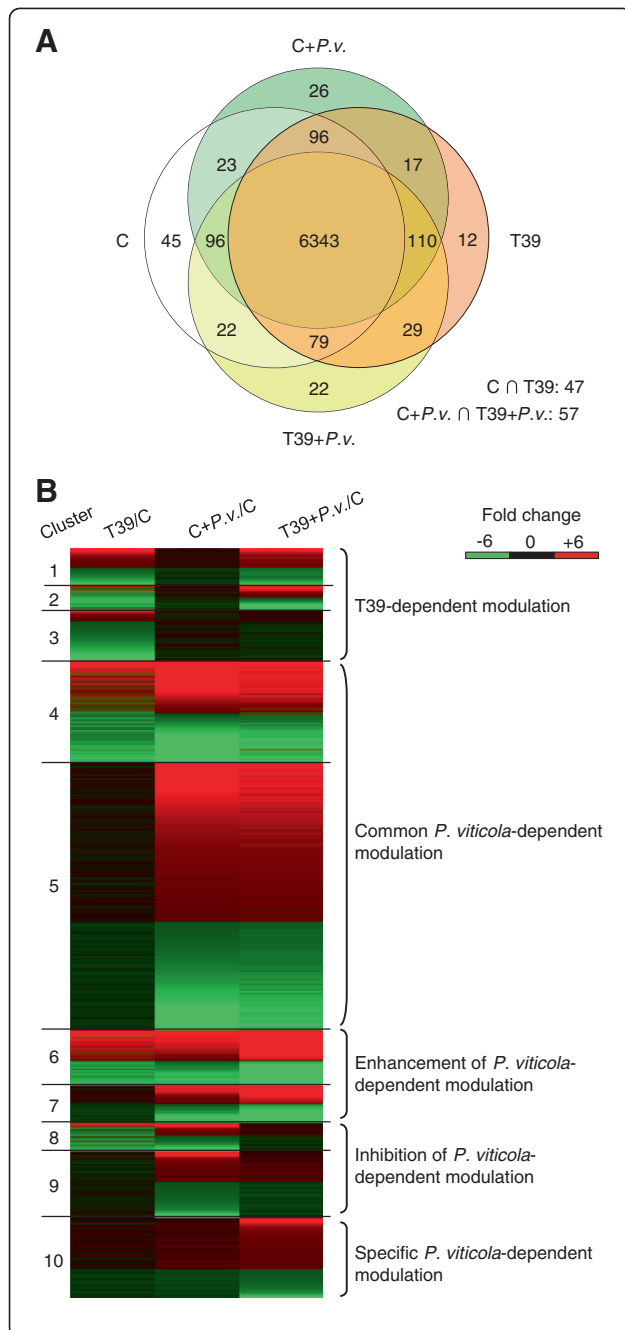 A
C+P.v.
26
96
23
17
C
45
96
6343
110
12
T39
22
79
29
22
C ∩ T39: 47
C+P.v. ∩ T39+P.v.: 57
T39+P.v.
B
Cluster
T39/C
C+P.v./C
T39+P.v./C
Fold change
-6 0 +6
1
2
3
T39-dependent modulation
4
5
Common P. viticola-dependent
modulation
6
7
Enhancement of P. viticola-
dependent modulation
8
9
Inhibition of P. viticola-
dependent modulation
10
Specific P. viticola-dependent
modulation